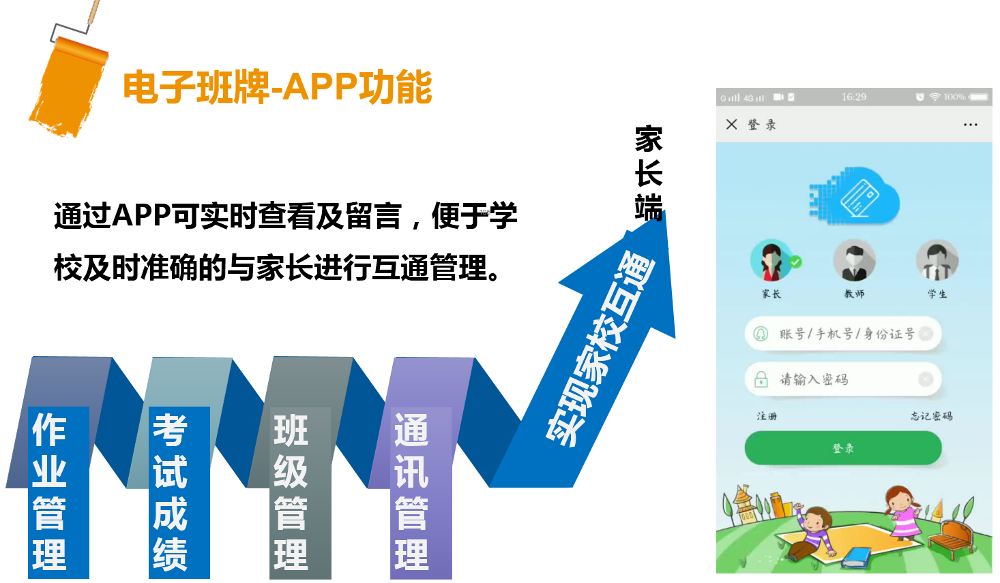 电子班牌-APP功能
通过APP可实时查看及留言，便于学
校及时准确的与家长进行互通管理。
作业管理
考试成绩
班级管理
通讯管理
实现家校互通
家长端
G 4G 16:29 100%
登录
家长 教师 学生
账号/手机号/身份证号
请输入密码
注册 忘记密码
登录